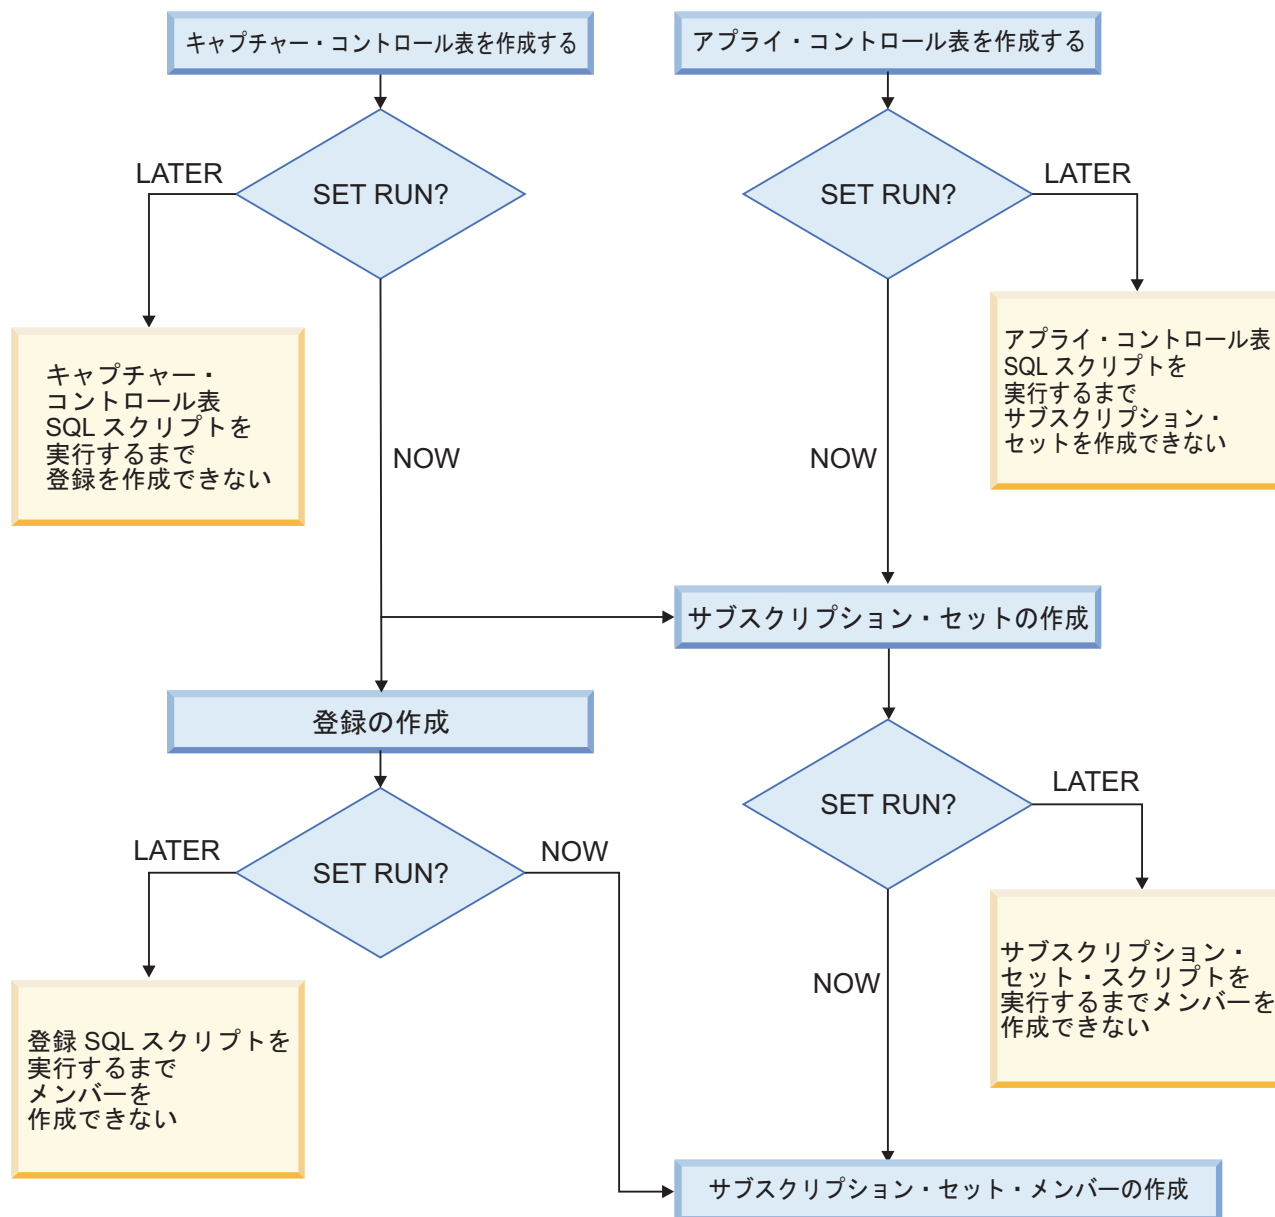 キャプチャー・コントロール表を作成する
アプライ・コントロール表を作成する
SET RUN?
LATER
SET RUN?
LATER
キャプチャー・
コントロール表
SQL スクリプトを
実行するまで
登録を作成できない
NOW
アプライ・コントロール表
SQL スクリプトを
実行するまで
サブスクリプション・
セットを作成できない
NOW
サブスクリプション・セットの作成
登録の作成
SET RUN?
LATER
NOW
SET RUN?
LATER
登録 SQL スクリプトを
実行するまで
メンバーを
作成できない
サブスクリプション・
セット・スクリプトを
実行するまでメンバーを
作成できない
NOW
サブスクリプション・セット・メンバーの作成